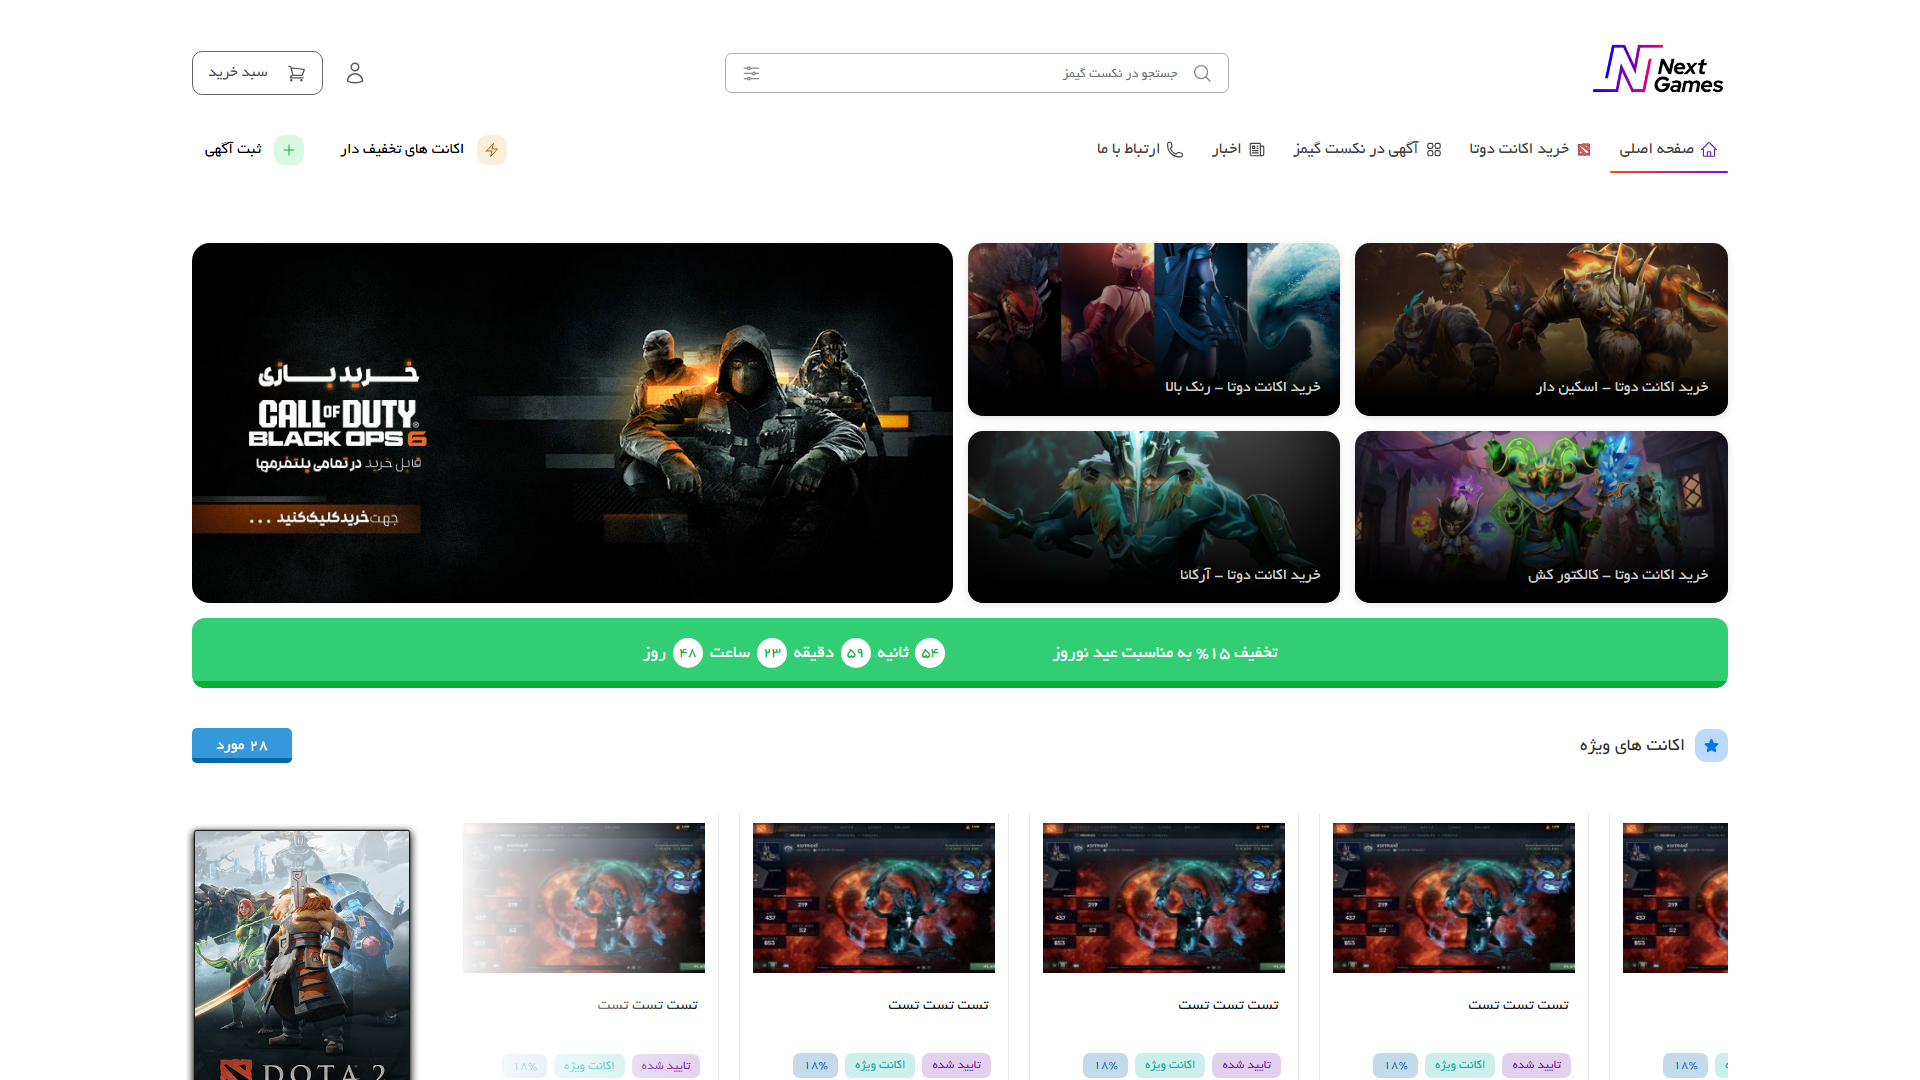 Next
Games
جستجو در نکست گیمز
سبد خرید
صفحه اصلی
خرید اکانت دوتا
آگهی در نکست گیمز
اخبار
ارتباط با ما
اکانت های تخفیف دار
ثبت آگهی
خرید اکانت دوتا – اسکین دار
خرید اکانت دوتا – رنک بالا
خرید اکانت دوتا – کالکتور کش
خرید اکانت دوتا – آرکانا
خرید بازی
CALL OF DUTY
BLACK OPS 6
قابل خرید در تمامی پلتفرمها
جهت خرید کلیک کنید ...
تخفیف ۱۵% به مناسبت عید نوروز
۵۴ ثانیه ۵۹ دقیقه ۲۳ ساعت ۴۸ روز
اکانت های ویژه
۲۸ مورد
تست تست تست
تست تست تست
تست تست تست
تست تست تست
۱۸%
تایید شده اکانت ویژه ۱۸%
تایید شده اکانت ویژه ۱۸%
تایید شده اکانت ویژه ۱۸%
تایید شده اکانت ویژه ۱۸%
DOTA 2